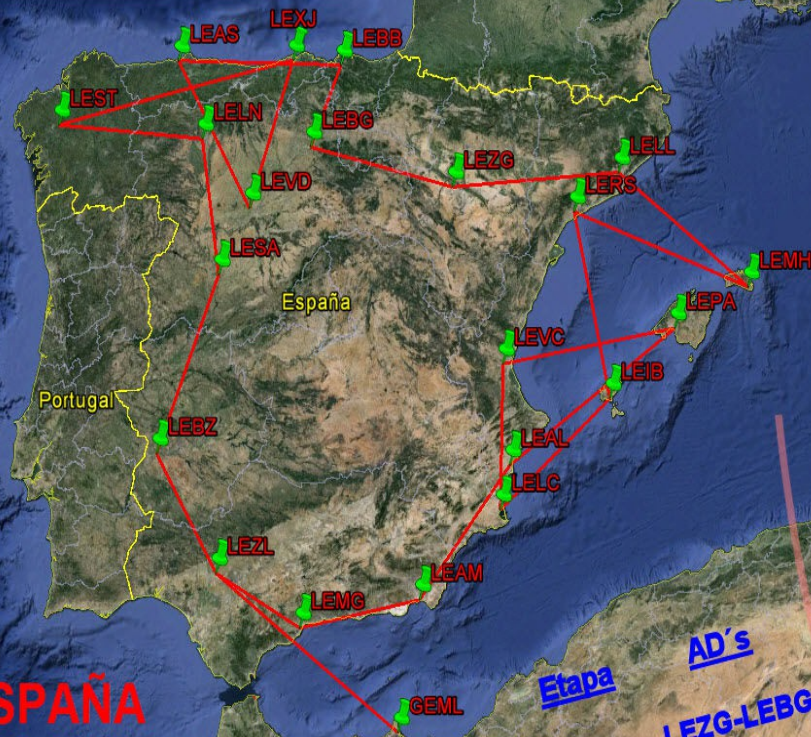 LEAS
LEXJ
LEBB
LEST
LELN
LEBG
LEZG
LELL
LEVD
LERS
LESA
LEMH
España
LEPA
LEVC
LEIB
Portugal
LEBZ
LEAL
LELC
LEZL
LEAM
LEMG
AD´s
Etapa
SPAÑA
GEML
LEZG-LEBG